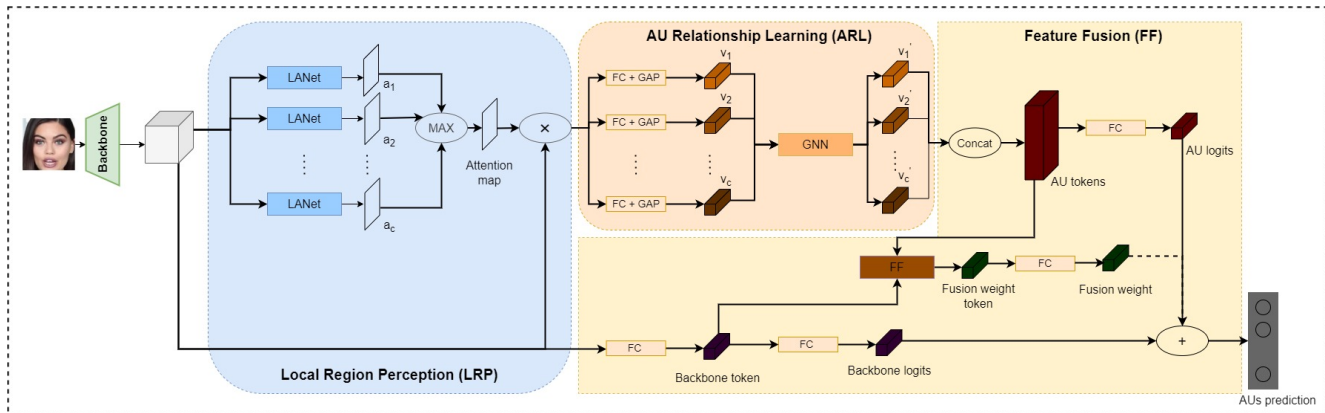 AU Relationship Learning (ARL)
Feature Fusion (FF)
Backbone
LANet
a1
LANet
a2
. . .
. . .
LANet
ac
MAX
Attention
map
×
FC + GAP
v1
FC + GAP
v2
. . .
. . .
FC + GAP
vc
GNN
v1'
v2'
. . .
vc'
Concat
AU tokens
FC
AU logits
FF
Fusion weight
token
FC
Fusion weight
FC
Backbone token
FC
Backbone logits
+
AUs prediction
Local Region Perception (LRP)